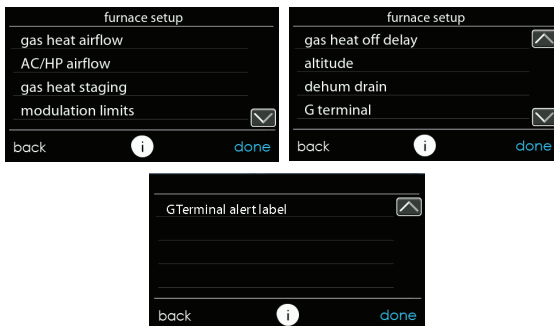 furnace setup
gas heat airflow
AC/HP airflow
gas heat staging
modulation limits
back i done
furnace setup
gas heat off delay
altitude
dehum drain
G terminal
back i done
GTerminal alert label
back i done